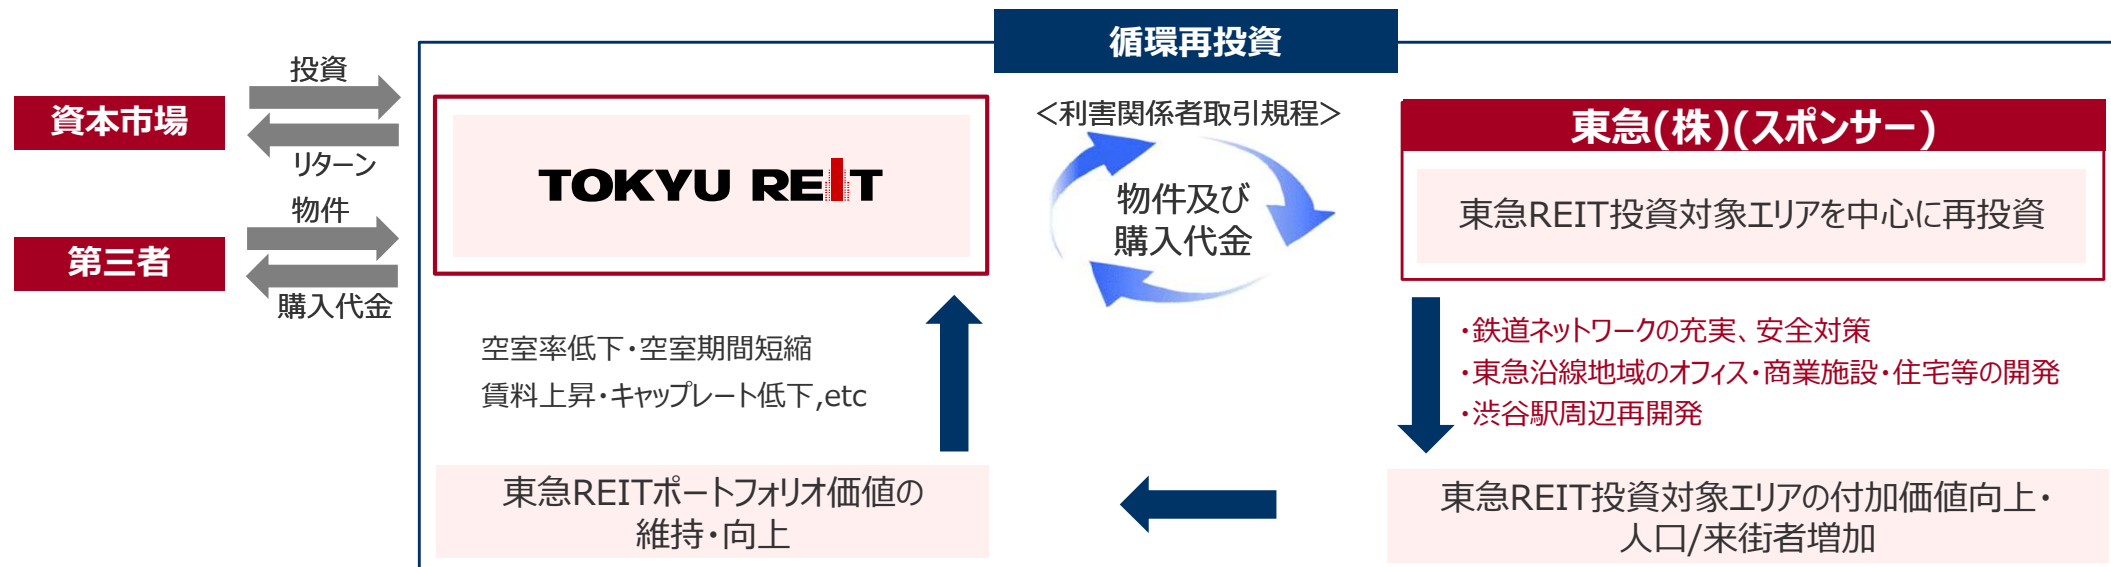 循環再投資
投資
資本市場
リターン
物件
第三者
購入代金
TOKYU REIT
＜利害関係者取引規程＞
物件及び
購入代金
東急(株)(スポンサー)
東急REIT投資対象エリアを中心に再投資
・鉄道ネットワークの充実、安全対策
・東急沿線地域のオフィス・商業施設・住宅等の開発
・渋谷駅周辺再開発
空室率低下・空室期間短縮
賃料上昇・キャップレート低下,etc
東急REITポートフォリオ価値の
維持・向上
東急REIT投資対象エリアの付加価値向上・
人口/来街者増加